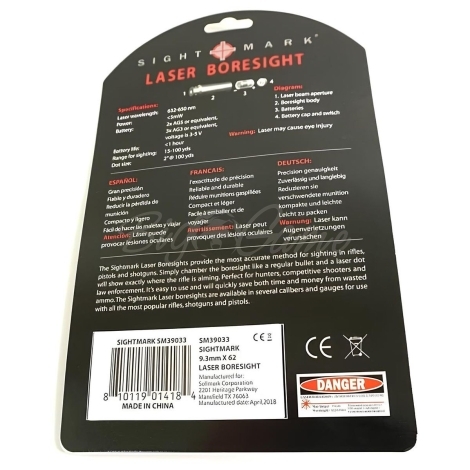 SIGHT MARK®
LASER BORESIGHT
1 2 3 4
Specifications:
Laser wavelength: 632-650 nm
Power: <5mW
Battery: 2x AG5 or equivalent,
3x AG3 or equivalent,
voltage is 3-5 V
Battery life: <1 hour
Range for sighting: 15-100 yds
Dot size: 2" @ 100 yds
Diagram:
1. Laser beam aperture
2. Boresight body
3. Batteries
4. Battery cap and switch
Warning: Laser may cause eye injury
ESPAÑOL:
Gran precisión
Fiable y duradero
Reduce la perdida de
munición
Compacto y ligero
Fácil de hacer las maletas y viajar
Atención: Láser puede
provocar lesiones oculares
FRANCAIS:
l'exactitude de precision
Reliable and durable
Réduire munitions gaspillées
Compact et léger
Facile à emballer et de
voyager
Avertissement: Laser peut
provoquer des lésions oculaires
DEUTSCH:
Precision genauigkeit
Zuverlässig und langlebig
Reduzieren sie
verschwendete munition
kompakte und leichte
Leicht zu packen
Warnung: Laser kann
Augenverletzungen
verursachen
The Sightmark Laser Boresights provide the most accurate method for sighting in rifles,
pistols and shotguns. Simply chamber the boresight like a regular bullet and a laser dot
will show exactly where the rifle is aiming. Perfect for hunters, competitive shooters and
law enforcement. It's easy to use and will quickly save both time and money from wasted
ammo. The Sightmark Laser boresights are available in several calibers and gauges for use
with all the most popular rifles, shotguns and pistols.
SIGHTMARK SM39033
8 10119 01418 4
MADE IN CHINA
SM39033
SIGHTMARK
9.3mm X 62
LASER BORESIGHT
Manufactured for:
Sellmark Corporation
2201 Heritage Parkway
Mansfield TX 76063
Manufactured date:April,2018
CE
CE
DANGER